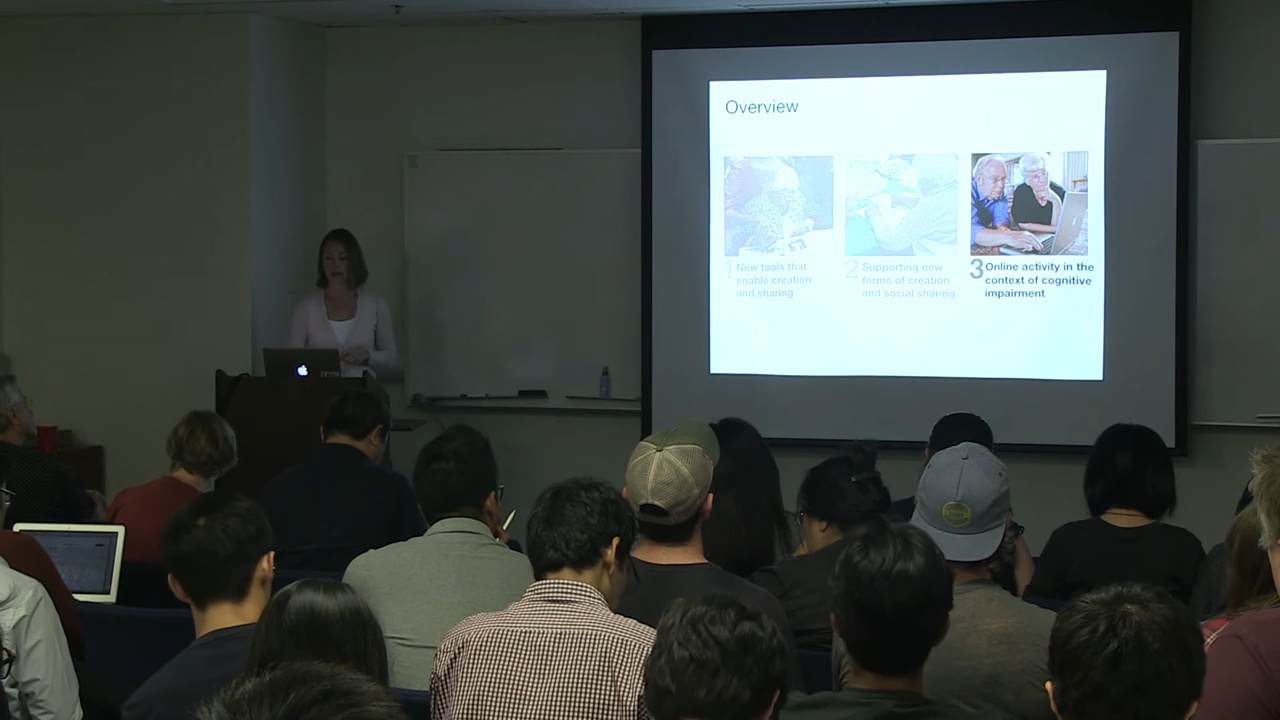 Overview
1 New tools that
enable creation
and sharing
2 Supporting new
forms of creation
and social sharing
3 Online activity in the
context of cognitive
impairment